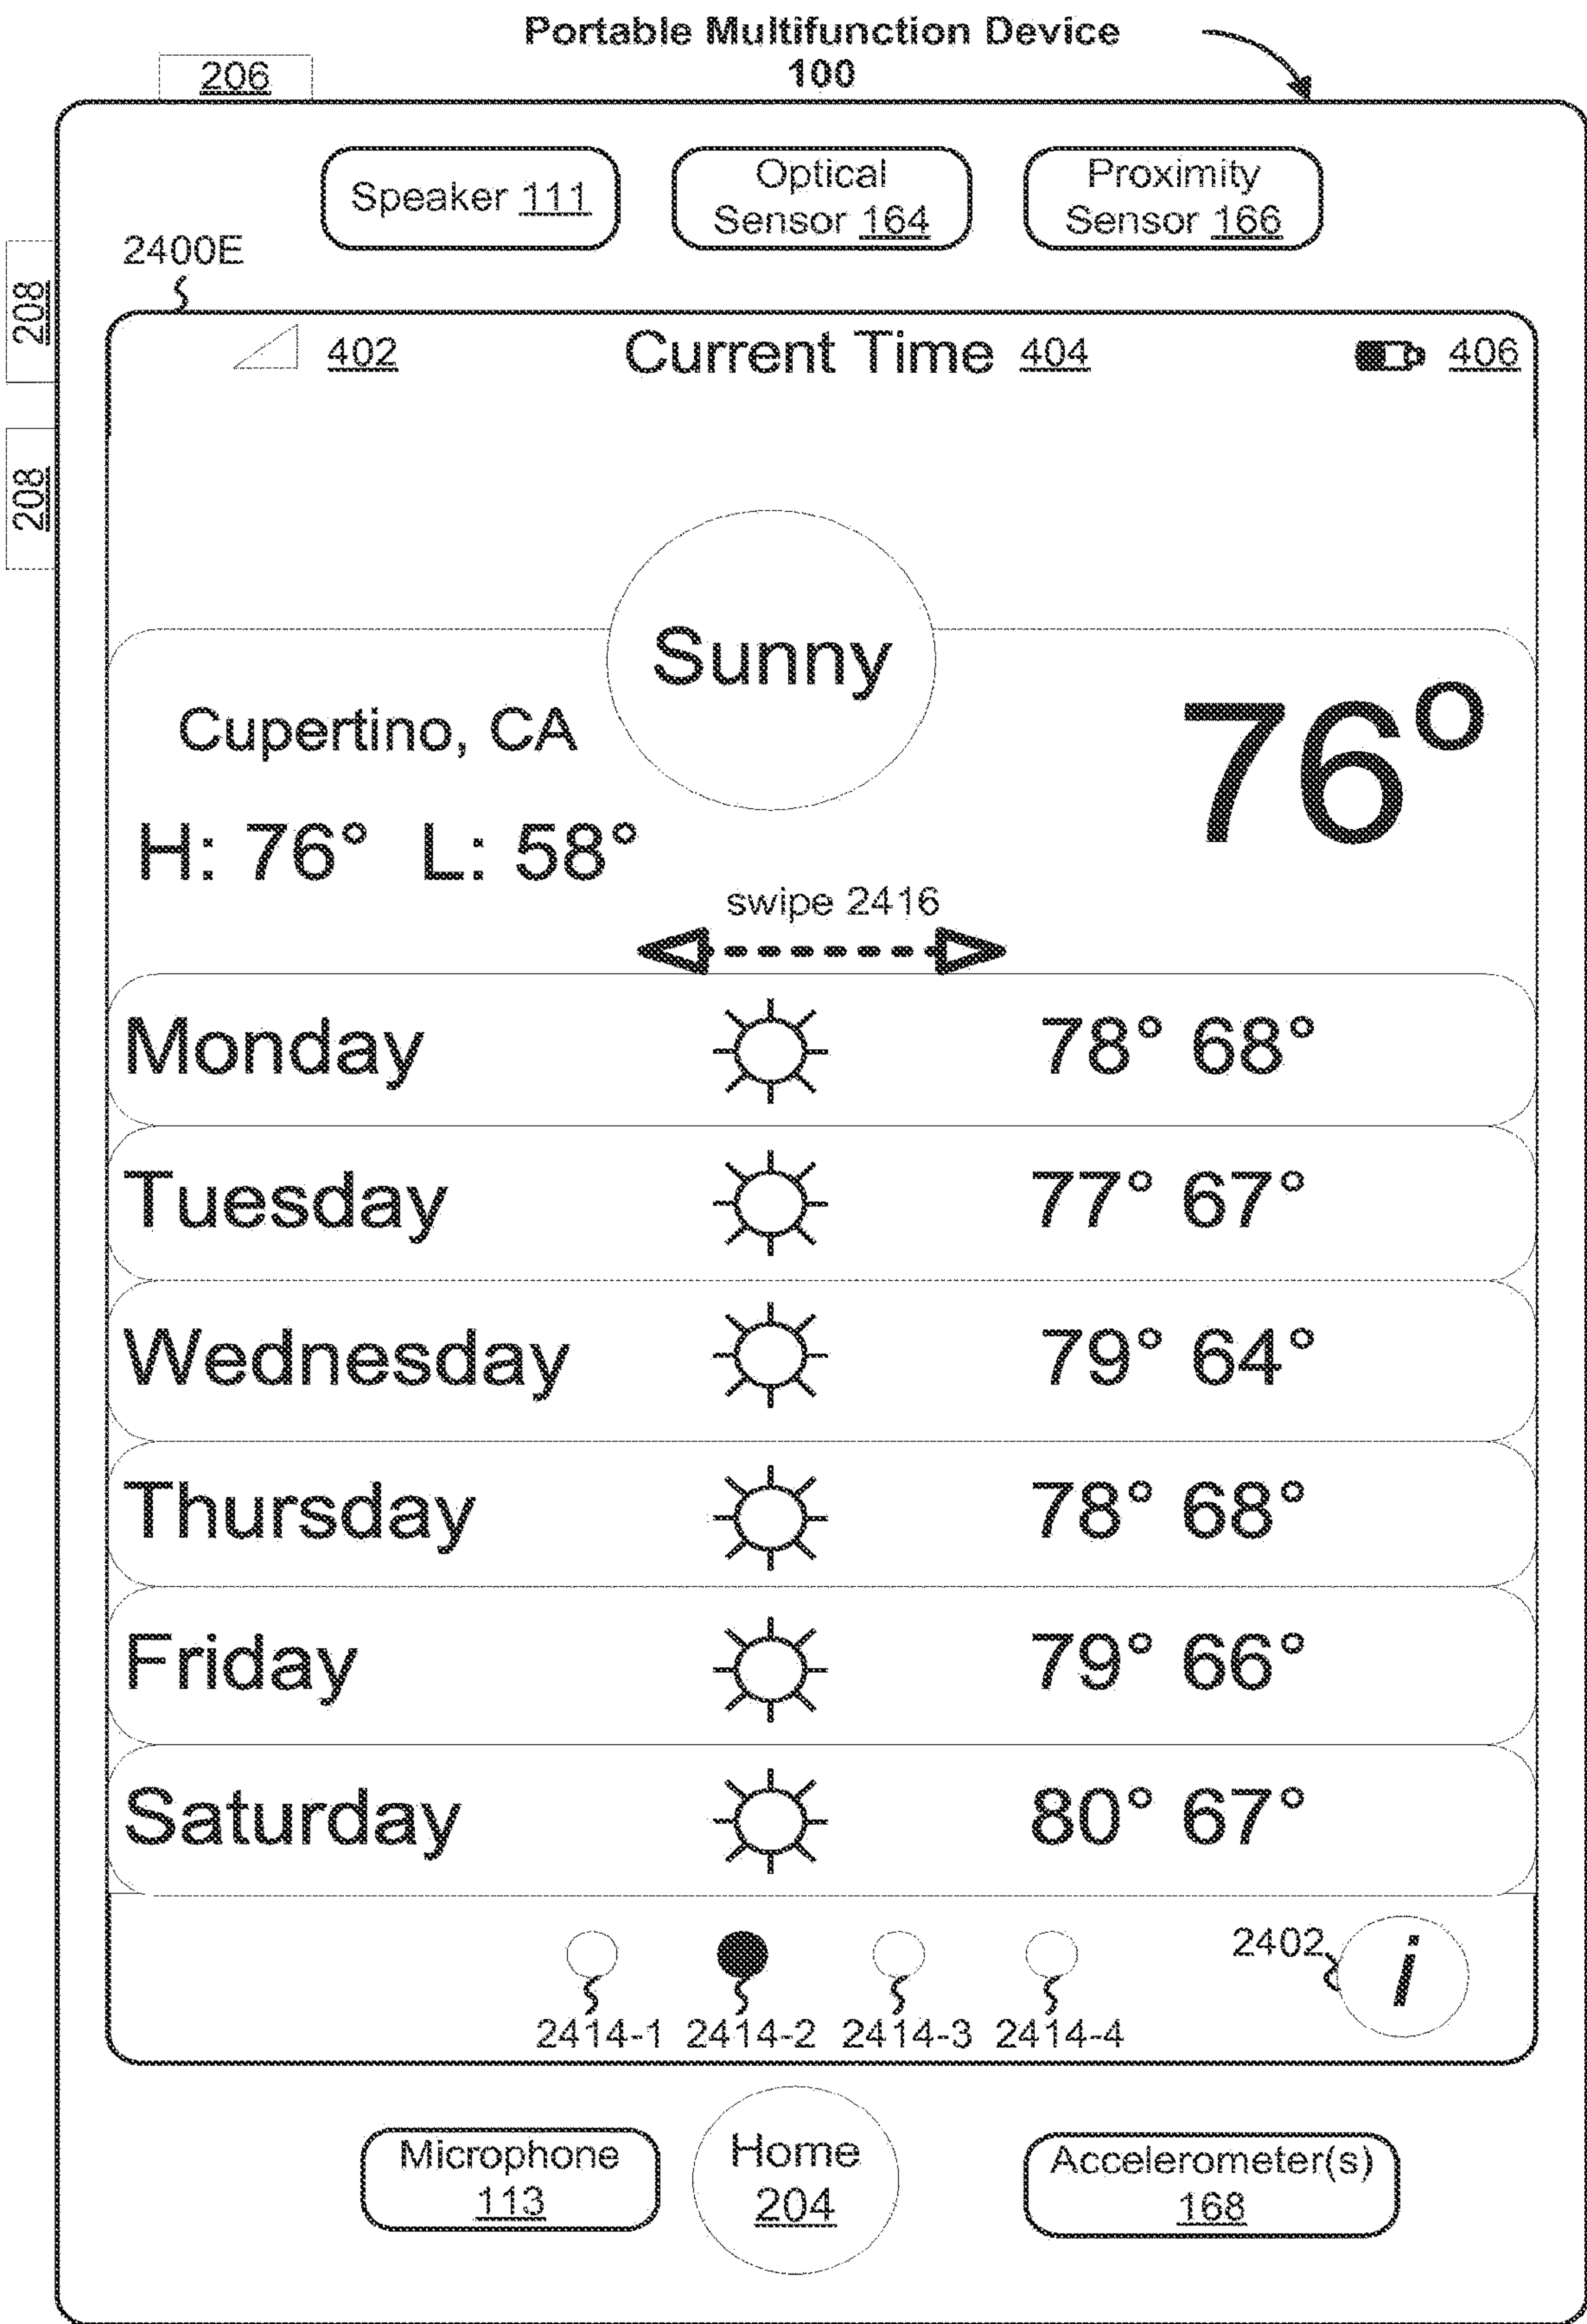 Portable Multifunction Device
100
206
Speaker 111
Optical
Sensor 164
Proximity
Sensor 166
2400E
208
208
402
Current Time 404
406
Sunny
Cupertino, CA
76°
H: 76° L: 58°
swipe 2416
Monday 78° 68°
Tuesday 77° 67°
Wednesday 79° 64°
Thursday 78° 68°
Friday 79° 66°
Saturday 80° 67°
2402
i
2414-1 2414-2 2414-3 2414-4
Microphone
113
Home
204
Accelerometer(s)
168